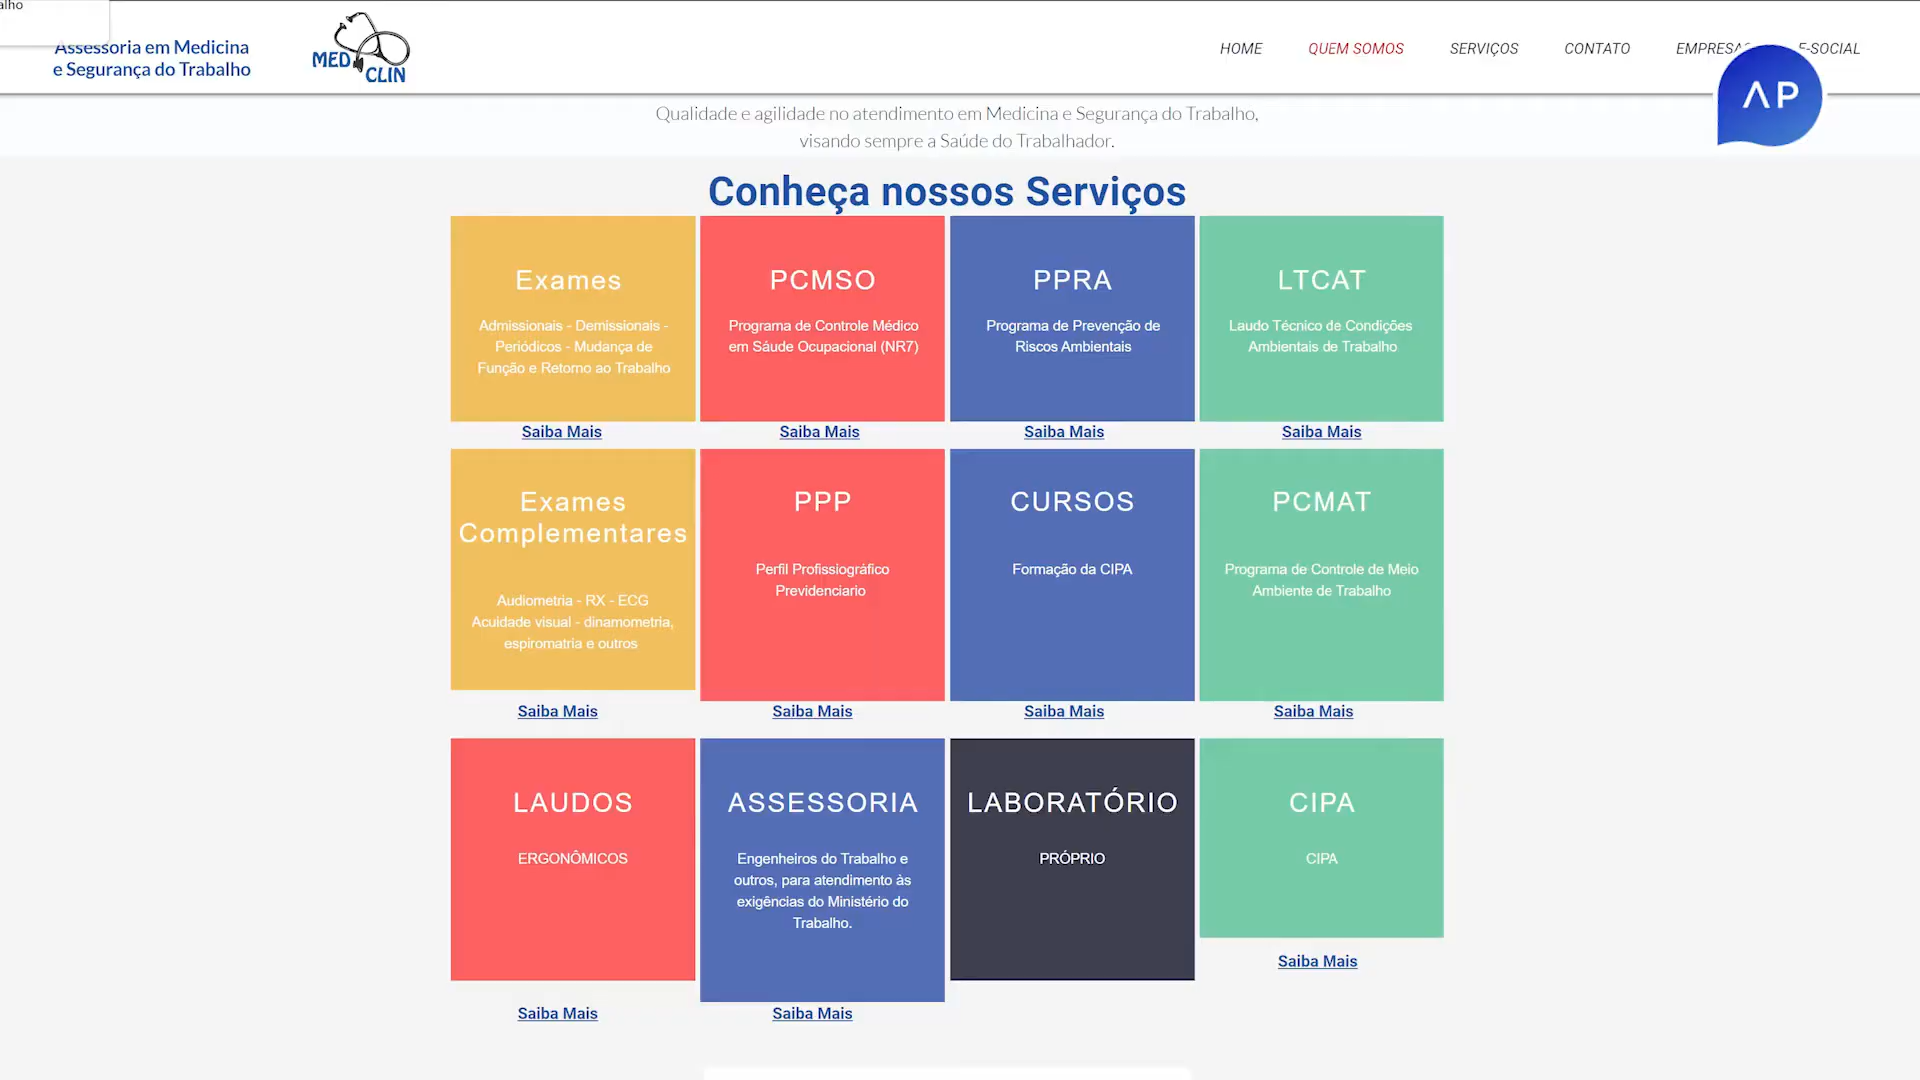 alho
Assessoria em Medicina
e Segurança do Trabalho
MED CLIN
HOME QUEM SOMOS SERVIÇOS CONTATO EMPRESAS E-SOCIAL
AP
Qualidade e agilidade no atendimento em Medicina e Segurança do Trabalho,
visando sempre a Saúde do Trabalhador.
Conheça nossos Serviços
Exames
Admissionais - Demissionais -
Periódicos - Mudança de
Função e Retorno ao Trabalho
PCMSO
Programa de Controle Médico
em Sáude Ocupacional (NR7)
PPRA
Programa de Prevenção de
Riscos Ambientais
LTCAT
Laudo Técnico de Condições
Ambientais de Trabalho
Saiba Mais Saiba Mais Saiba Mais Saiba Mais
Exames
Complementares
Audiometria - RX - ECG
Acuidade visual - dinamometria,
espiromatria e outros
PPP
Perfil Profissiográfico
Previdenciario
CURSOS
Formação da CIPA
PCMAT
Programa de Controle de Meio
Ambiente de Trabalho
Saiba Mais Saiba Mais Saiba Mais Saiba Mais
LAUDOS
ERGONÔMICOS
ASSESSORIA
Engenheiros do Trabalho e
outros, para atendimento às
exigências do Ministério do
Trabalho.
LABORATÓRIO
PRÓPRIO
CIPA
CIPA
Saiba Mais
Saiba Mais Saiba Mais